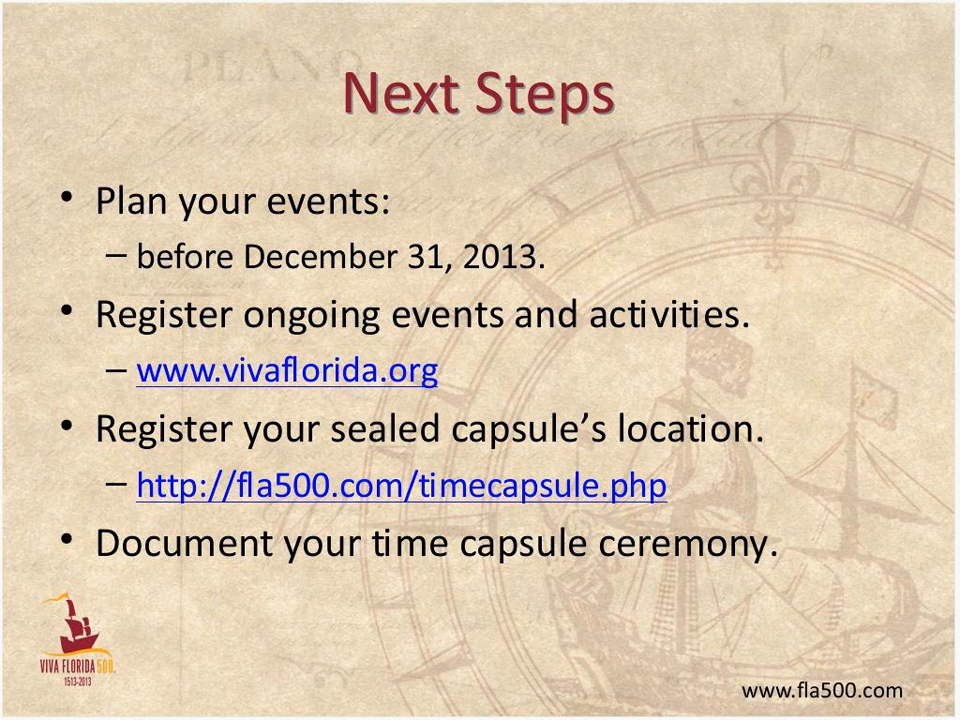 PLANO
Next Steps
• Plan your events:
– before December 31, 2013.
• Register ongoing events and activities.
– www.vivaflorida.org
• Register your sealed capsule’s location.
– http://fla500.com/timecapsule.php
• Document your time capsule ceremony.
VIVA FLORIDA 500.
1513-2013
www.fla500.com